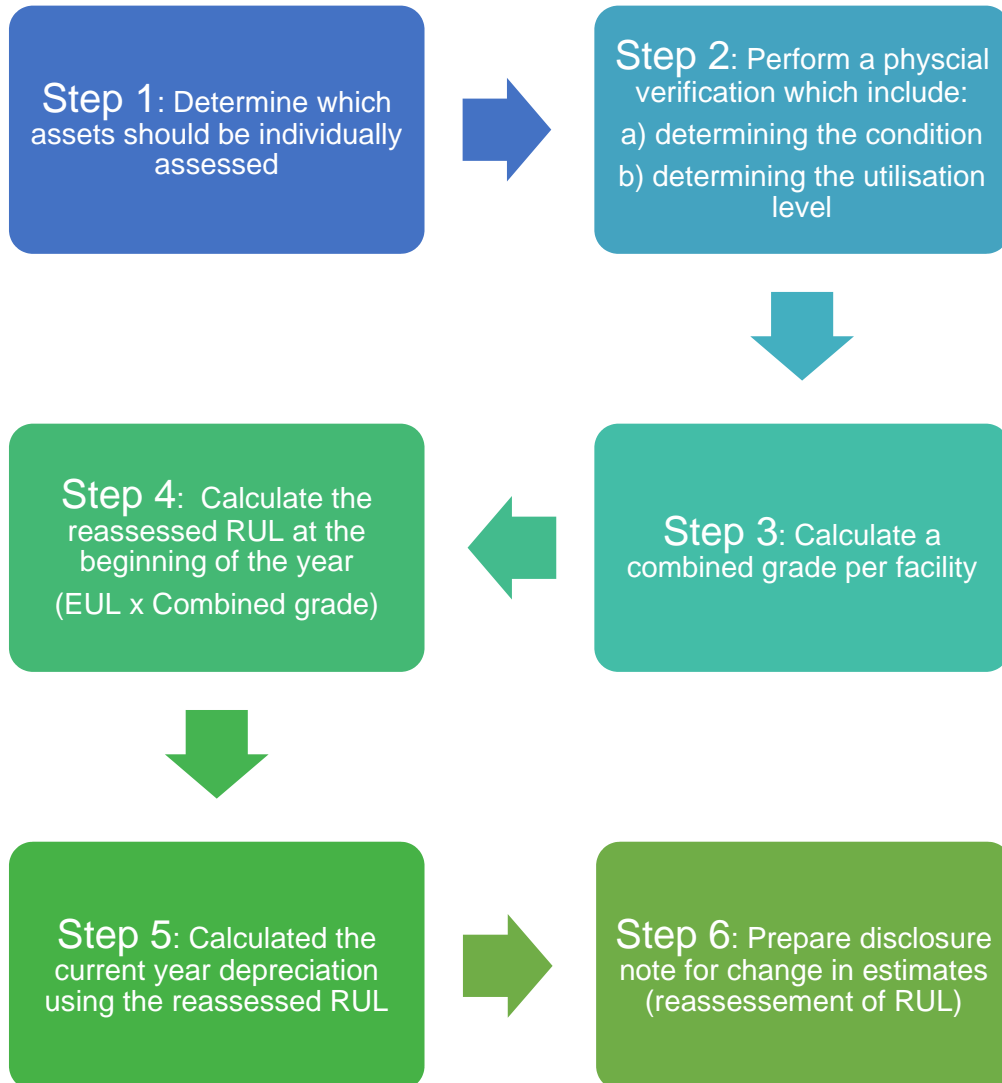 Step 1: Determine which
assets should be individually
assessed
Step 2: Perform a physcial
verification which include:
a) determining the condition
b) determining the utilisation
level
Step 3: Calculate a
combined grade per facility
Step 4: Calculate the
reassessed RUL at the
beginning of the year
(EUL x Combined grade)
Step 5: Calculated the
current year depreciation
using the reassessed RUL
Step 6: Prepare disclosure
note for change in estimates
(reassessement of RUL)